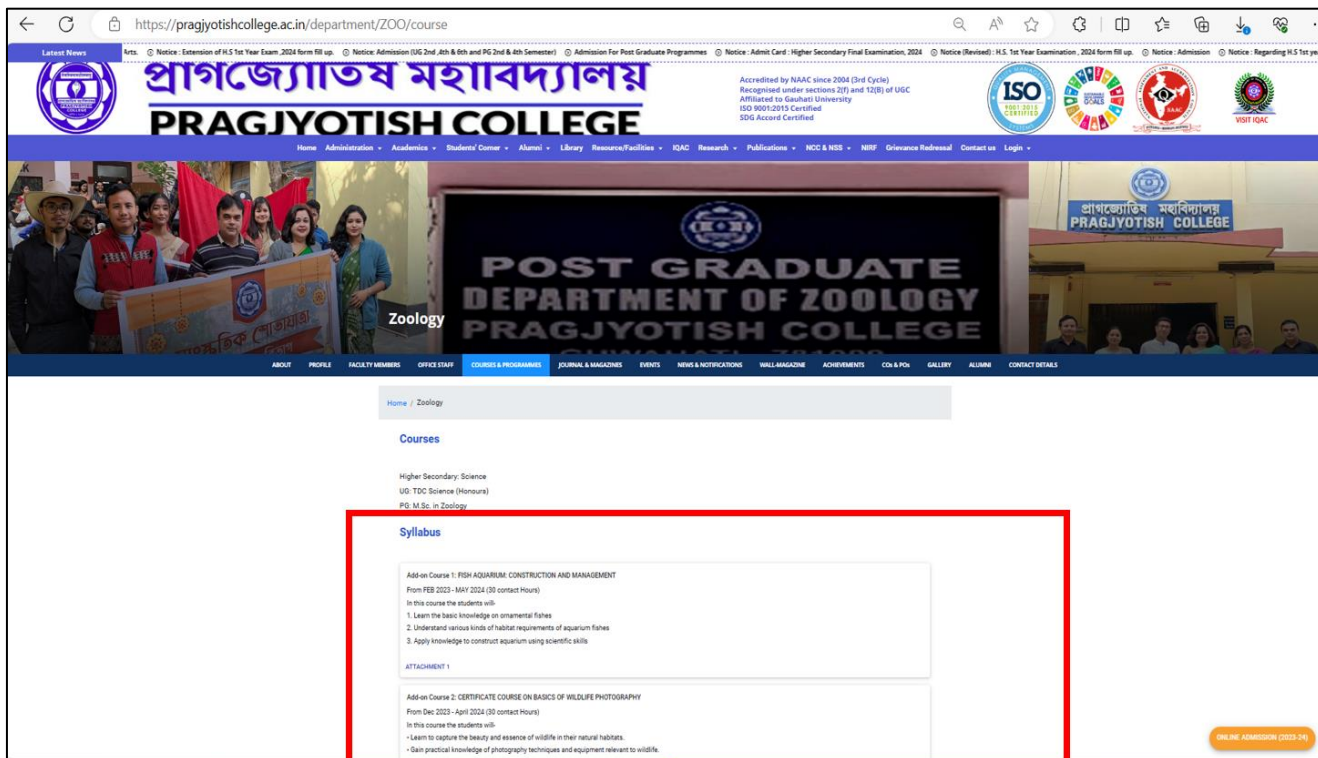 https://pragjyotishcollege.ac.in/department/ZOO/course
Latest News
Arts. Notice : Extension of H.S 1st Year Exam ,2024 form fill up. Notice: Admission (UG 2nd ,4th & 6th and PG 2nd & 4th Semester) Admission For Post Graduate Programmes Notice : Admit Card : Higher Secondary Final Examination, 2024 Notice (Revised) : H.S. 1st Year Examination , 2024 form fill up. Notice : Admission Notice : Regarding H.S 1st ye
প্রাগজ্যোতিষ মহাবিদ্যালয়
PRAGJYOTISH COLLEGE
Accredited by NAAC since 2004 (3rd Cycle)
Recognised under sections 2(f) and 12(B) of UGC
Affiliated to Gauhati University
ISO 9001:2015 Certified
SDG Accord Certified
ISO
9001:2015
CERTIFIED
SUSTAINABLE
DEVELOPMENT
GOALS
NAAC
VISIT IQAC
Home Administration Academics Students' Corner Alumni Library Resource/Facilities IQAC Research Publications NCC & NSS NIRF Grievance Redressal Contact us Login
প্রাগজ্যোতিষ মহাবিদ্যালয়
PRAGJYOTISH COLLEGE
POST GRADUATE
DEPARTMENT OF ZOOLOGY
PRAGJYOTISH COLLEGE
Zoology
ABOUT PROFILE FACULTY MEMBERS OFFICE STAFF COURSES & PROGRAMMES JOURNAL & MAGAZINES EVENTS NEWS & NOTIFICATIONS WALL-MAGAZINE ACHIEVEMENTS COs & POs GALLERY ALUMNI CONTACT DETAILS
Home / Zoology
Courses
Higher Secondary: Science
UG: TDC Science (Honours)
PG: M.Sc. in Zoology
Syllabus
Add-on Course 1: FISH AQUARIUM: CONSTRUCTION AND MANAGEMENT
From FEB 2023 - MAY 2024 (30 contact Hours)
In this course the students will-
1. Learn the basic knowledge on ornamental fishes
2. Understand various kinds of habitat requirements of aquarium fishes
3. Apply knowledge to construct aquarium using scientific skills
ATTACHMENT 1
Add-on Course 2: CERTIFICATE COURSE ON BASICS OF WILDLIFE PHOTOGRAPHY
From Dec 2023 - April 2024 (30 contact Hours)
In this course the students will-
- Learn to capture the beauty and essence of wildlife in their natural habitats.
- Gain practical knowledge of photography techniques and equipment relevant to wildlife.
ONLINE ADMISSION (2023-24)